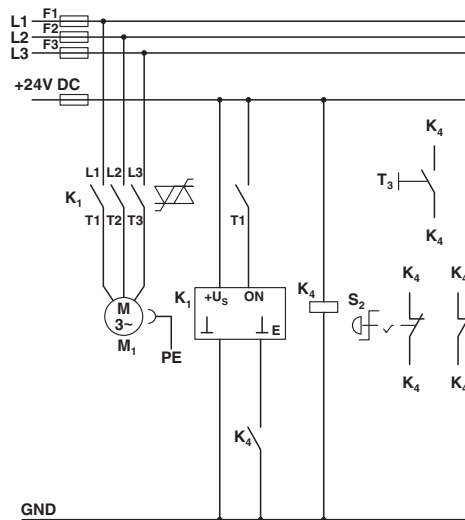 L1 F1
L2 F2
L3 F3
+24V DC
K4
L1 L2 L3
T3
K1
T1 T2 T3 T1
K4
K1 +US ON K4 S2 K4 K4
M
3~
E
M1 PE
K4 K4
K4
GND